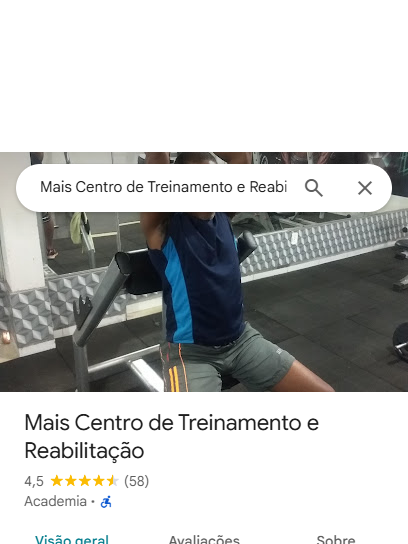 Mais Centro de Treinamento e Reabi
Mais Centro de Treinamento e
Reabilitação
4,5 (58)
Academia ·
Visão geral Avaliações Sobre